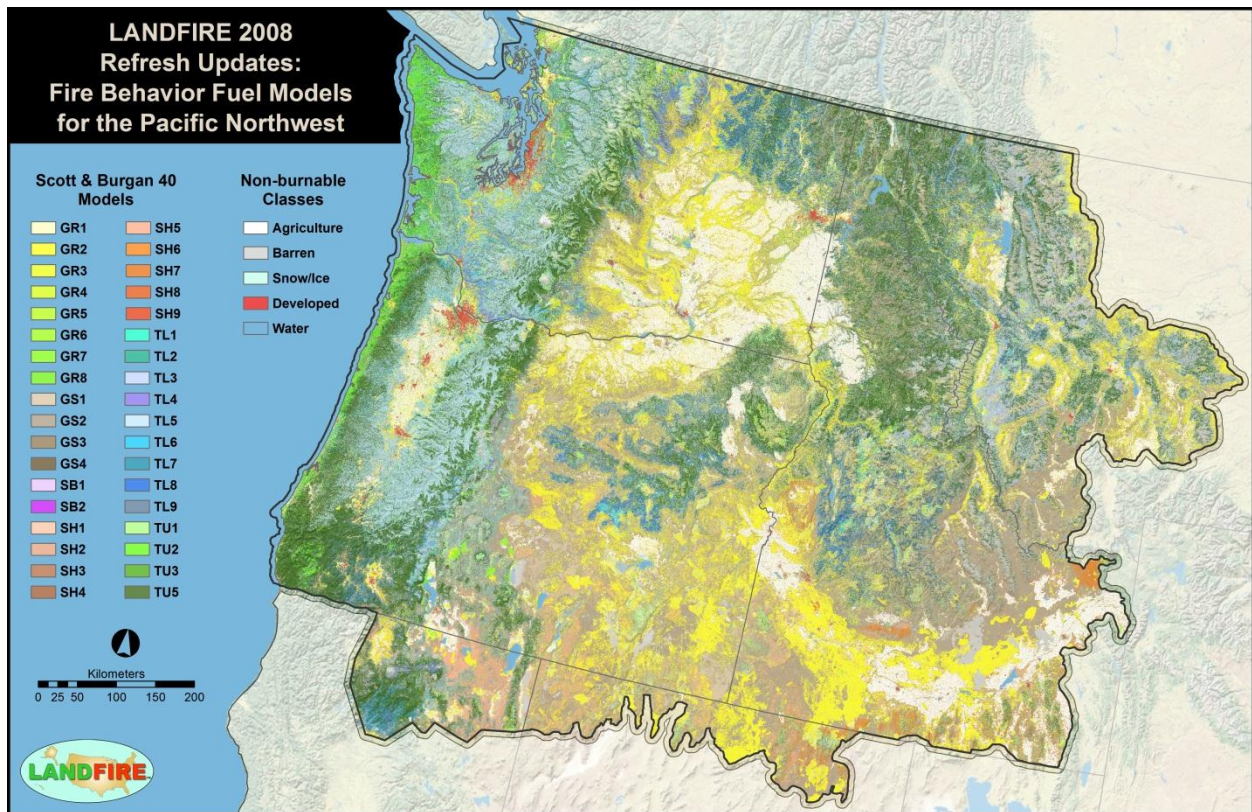 LANDFIRE 2008
Refresh Updates:
Fire Behavior Fuel Models
for the Pacific Northwest
Scott & Burgan 40
Models
GR1
GR2
GR3
GR4
GR5
GR6
GR7
GR8
GS1
GS2
GS3
GS4
SB1
SB2
SH1
SH2
SH3
SH4
SH5
SH6
SH7
SH8
SH9
TL1
TL2
TL3
TL4
TL5
TL6
TL7
TL8
TL9
TU1
TU2
TU3
TU5
Non-burnable
Classes
Agriculture
Barren
Snow/Ice
Developed
Water
Kilometers
0 25 50 100 150 200
LANDFIRE